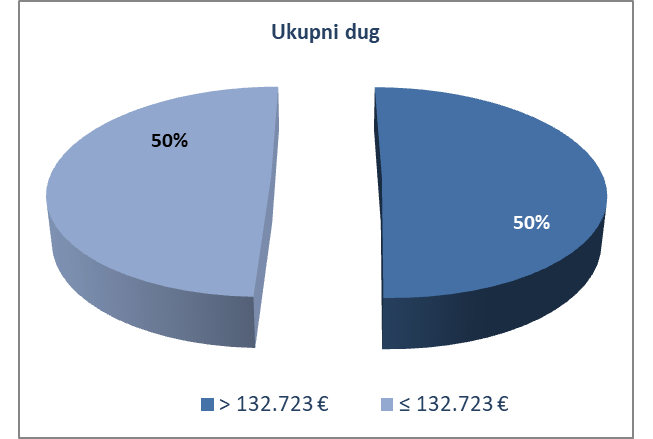 Ukupni dug
50%
50%
> 132.723 € ≤ 132.723 €